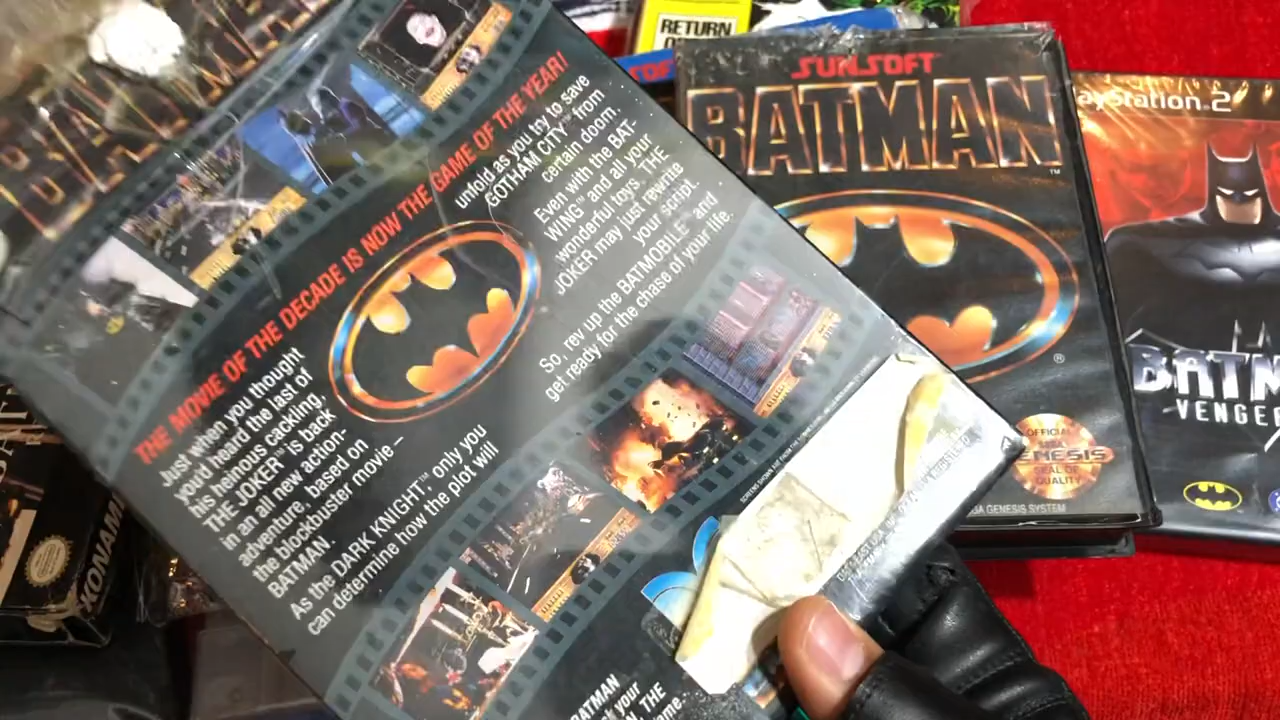 THE MOVIE OF THE DECADE IS NOW THE GAME OF THE YEAR!
Just when you thought
you'd heard the last of
his heinous cackling,
THE JOKER™ is back
in an all new action-
adventure, based on
the blockbuster movie –
BATMAN.
As the DARK KNIGHT™ only you
can determine how the plot will
unfold as you try to save
GOTHAM CITY™ from
certain doom.
Even with the BAT-
WING™ and all your
wonderful toys, THE
JOKER may just rewrite
your script.
So, rev up the BATMOBILE™ and
get ready for the chase of your life.
BATMAN
your
THE
RETURN
SUNSOFT
BATMAN™
®
OFFICIAL
GENESIS
SEAL OF
QUALITY
GENESIS SYSTEM
PlayStation.2
BATM
VENGE
KONAMI